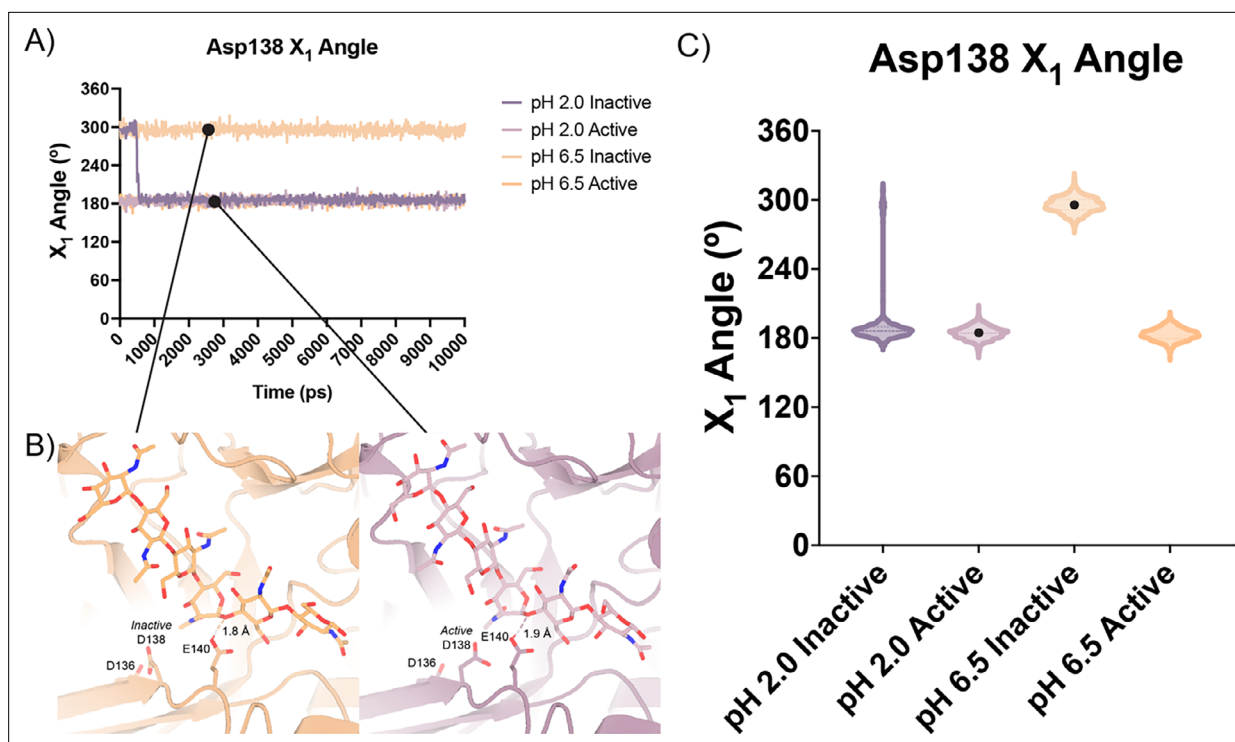 A)
Asp138 X₁ Angle
X₁ Angle (º)
360
300
240
180
120
60
0
0
1000
2000
3000
4000
5000
6000
7000
8000
9000
10000
Time (ps)
pH 2.0 Inactive
pH 2.0 Active
pH 6.5 Inactive
pH 6.5 Active
B)
Inactive
D138
D136
E140
1.8 Å
Active
D138
D136
E140
1.9 Å
C)
Asp138 X₁ Angle
X₁ Angle (º)
360
300
240
180
120
60
0
pH 2.0 Inactive
pH 2.0 Active
pH 6.5 Inactive
pH 6.5 Active